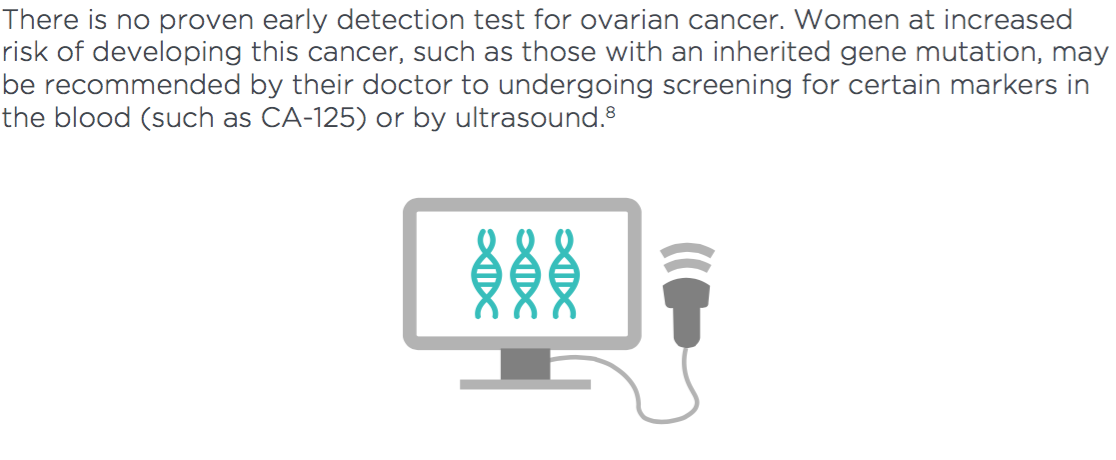 There is no proven early detection test for ovarian cancer. Women at increased
risk of developing this cancer, such as those with an inherited gene mutation, may
be recommended by their doctor to undergoing screening for certain markers in
the blood (such as CA-125) or by ultrasound.⁸